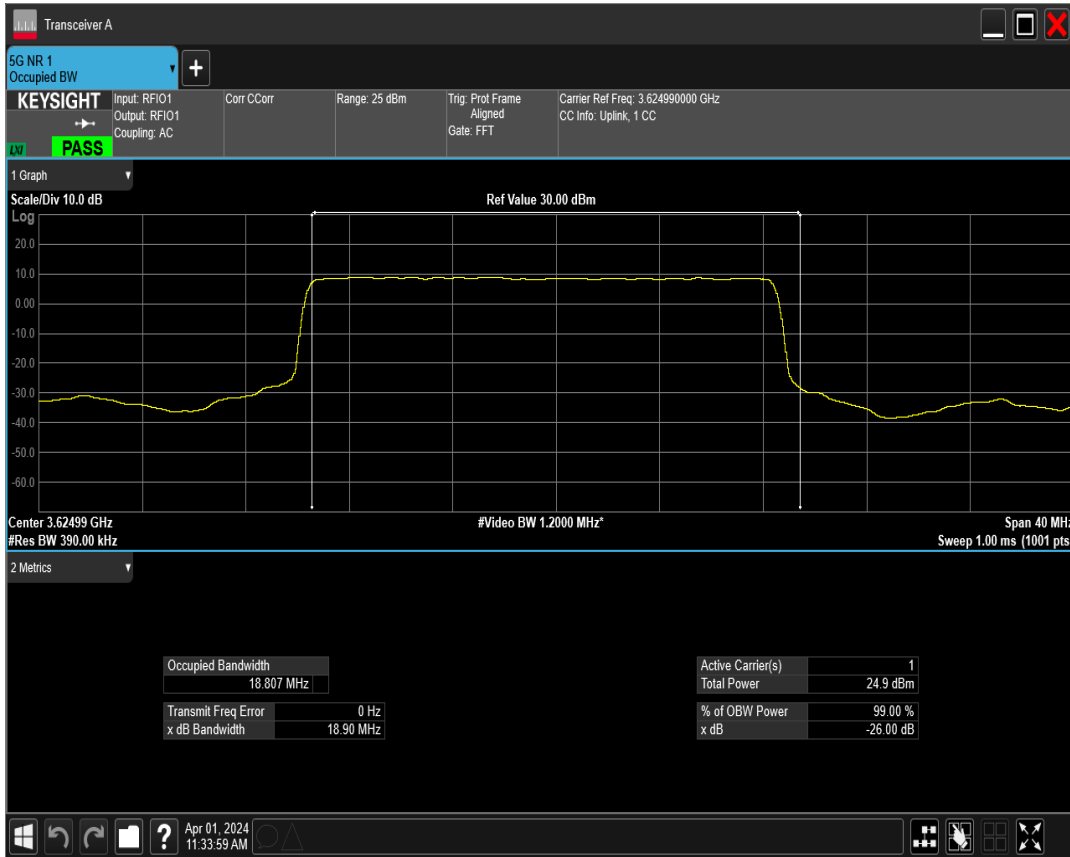 Transceiver A
5G NR 1
Occupied BW
+
KEYSIGHT
LXI
PASS
Input: RFIO1
Output: RFIO1
Coupling: AC
Corr CCorr
Range: 25 dBm
Trig: Prot Frame
Aligned
Gate: FFT
Carrier Ref Freq: 3.624990000 GHz
CC Info: Uplink, 1 CC
1 Graph
Scale/Div 10.0 dB
Ref Value 30.00 dBm
Log
20.0
10.0
0.00
-10.0
-20.0
-30.0
-40.0
-50.0
-60.0
Center 3.62499 GHz
#Video BW 1.2000 MHz*
Span 40 MHz
#Res BW 390.00 kHz
Sweep 1.00 ms (1001 pts
2 Metrics
Occupied Bandwidth
18.807 MHz
Transmit Freq Error 0 Hz
x dB Bandwidth 18.90 MHz
Active Carrier(s) 1
Total Power 24.9 dBm
% of OBW Power 99.00 %
x dB -26.00 dB
?
Apr 01, 2024
11:33:59 AM